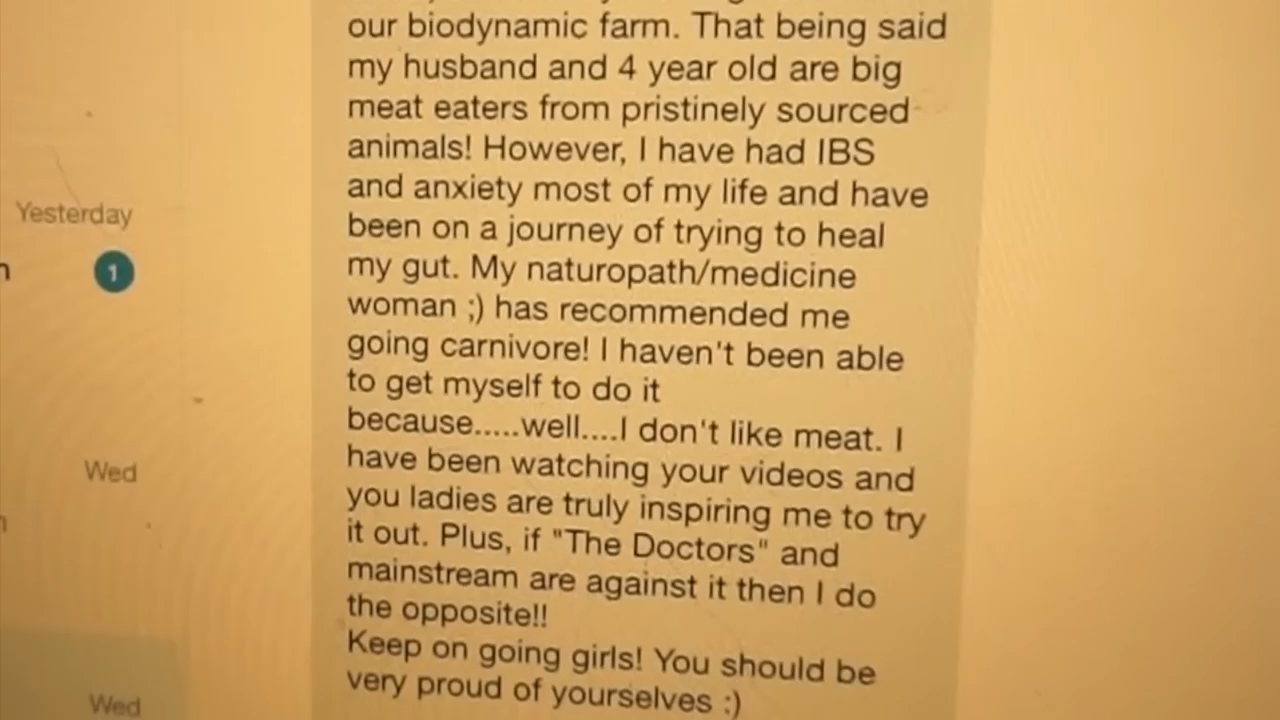 our biodynamic farm. That being said
my husband and 4 year old are big
meat eaters from pristinely sourced
animals! However, I have had IBS
and anxiety most of my life and have
been on a journey of trying to heal
my gut. My naturopath/medicine
woman ;) has recommended me
going carnivore! I haven't been able
to get myself to do it
because.....well....I don't like meat. I
have been watching your videos and
you ladies are truly inspiring me to try
it out. Plus, if "The Doctors" and
mainstream are against it then I do
the opposite!!
Keep on going girls! You should be
very proud of yourselves :)
Yesterday
1
Wed
Wed